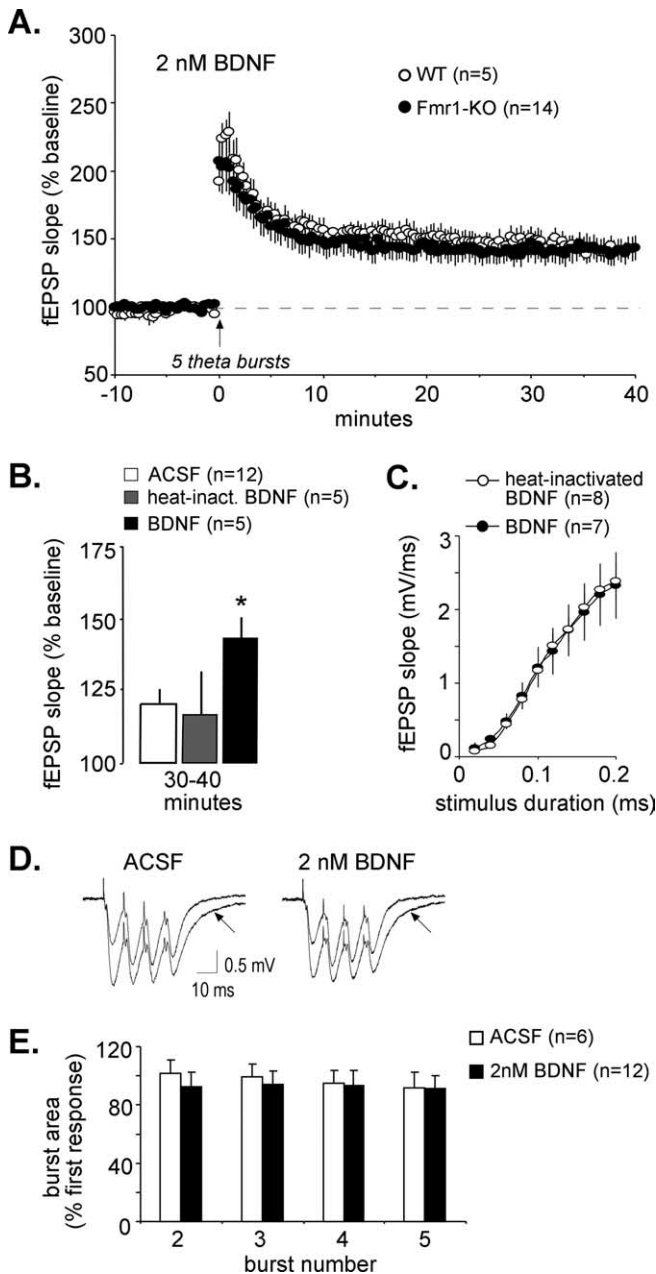 A.
2 nM BDNF
WT (n=5)
Fmr1-KO (n=14)
fEPSP slope (% baseline)
300
250
200
150
100
50
5 theta bursts
-10
0
10
20
30
40
minutes
B.
ACSF (n=12)
heat-inact. BDNF (n=5)
BDNF (n=5)
fEPSP slope (% baseline)
175
150
125
100
*
30-40
minutes
C.
heat-inactivated
BDNF (n=8)
BDNF (n=7)
fEPSP slope (mV/ms)
3
2
1
0
0.1
0.2
stimulus duration (ms)
D.
ACSF
2 nM BDNF
0.5 mV
10 ms
E.
ACSF (n=6)
2nM BDNF (n=12)
burst area
(% first response)
120
80
40
0
2
3
4
5
burst number